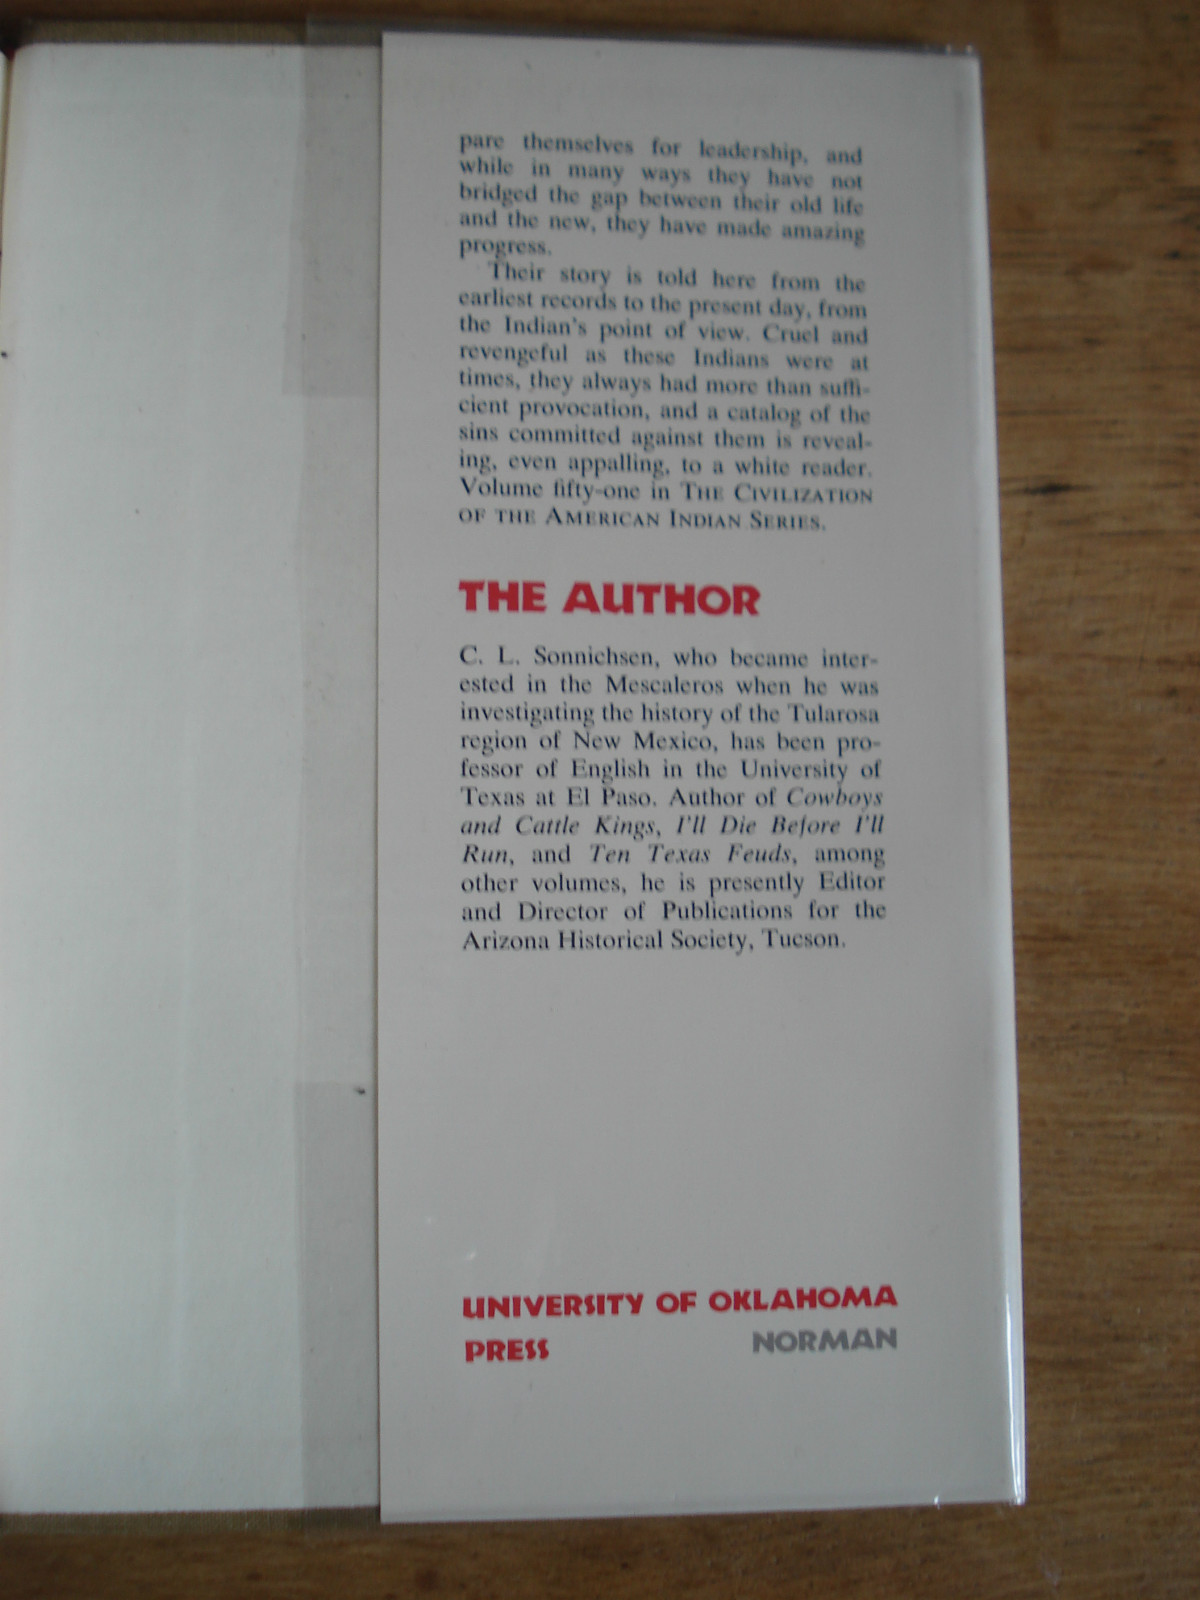 pare themselves for leadership, and
while in many ways they have not
bridged the gap between their old life
and the new, they have made amazing
progress.
Their story is told here from the
earliest records to the present day, from
the Indian's point of view. Cruel and
revengeful as these Indians were at
times, they always had more than suffi-
cient provocation, and a catalog of the
sins committed against them is reveal-
ing, even appalling, to a white reader.
Volume fifty-one in THE CIVILIZATION
OF THE AMERICAN INDIAN SERIES.
THE AUTHOR
C. L. Sonnichsen, who became inter-
ested in the Mescaleros when he was
investigating the history of the Tularosa
region of New Mexico, has been pro-
fessor of English in the University of
Texas at El Paso. Author of Cowboys
and Cattle Kings, I'll Die Before I'll
Run, and Ten Texas Feuds, among
other volumes, he is presently Editor
and Director of Publications for the
Arizona Historical Society, Tucson.
UNIVERSITY OF OKLAHOMA
PRESS NORMAN